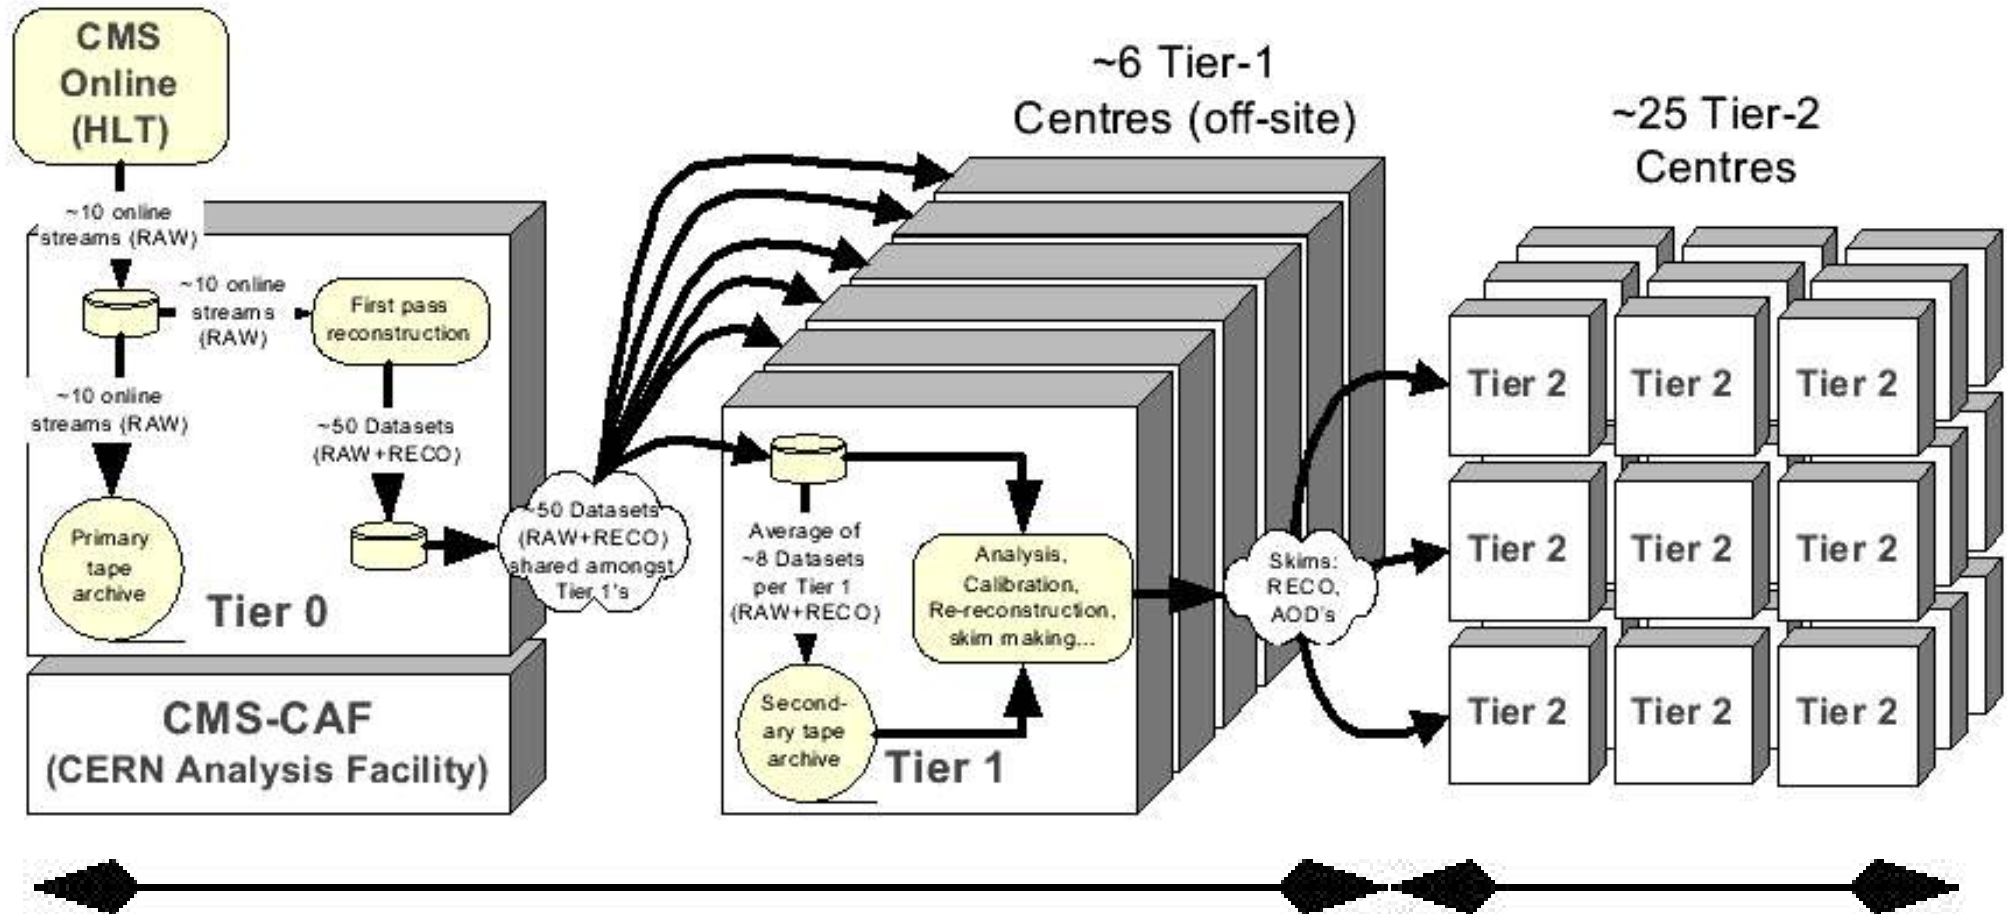 CMS
Online
(HLT)
~10 online
streams (RAW)
~10 online
streams
(RAW)
First pass
reconstruction
~10 online
streams (RAW)
~50 Datasets
(RAW+RECO)
Primary
tape
archive
Tier 0
CMS-CAF
(CERN Analysis Facility)
~50 Datasets
(RAW+RECO)
shared amongst
Tier 1's
~6 Tier-1
Centres (off-site)
Average of
~8 Datasets
per Tier 1
(RAW+RECO)
Analysis,
Calibration,
Re-reconstruction,
skim making...
Second-
ary tape
archive
Tier 1
Skims:
RECO,
AOD's
~25 Tier-2
Centres
Tier 2
Tier 2
Tier 2
Tier 2
Tier 2
Tier 2
Tier 2
Tier 2
Tier 2